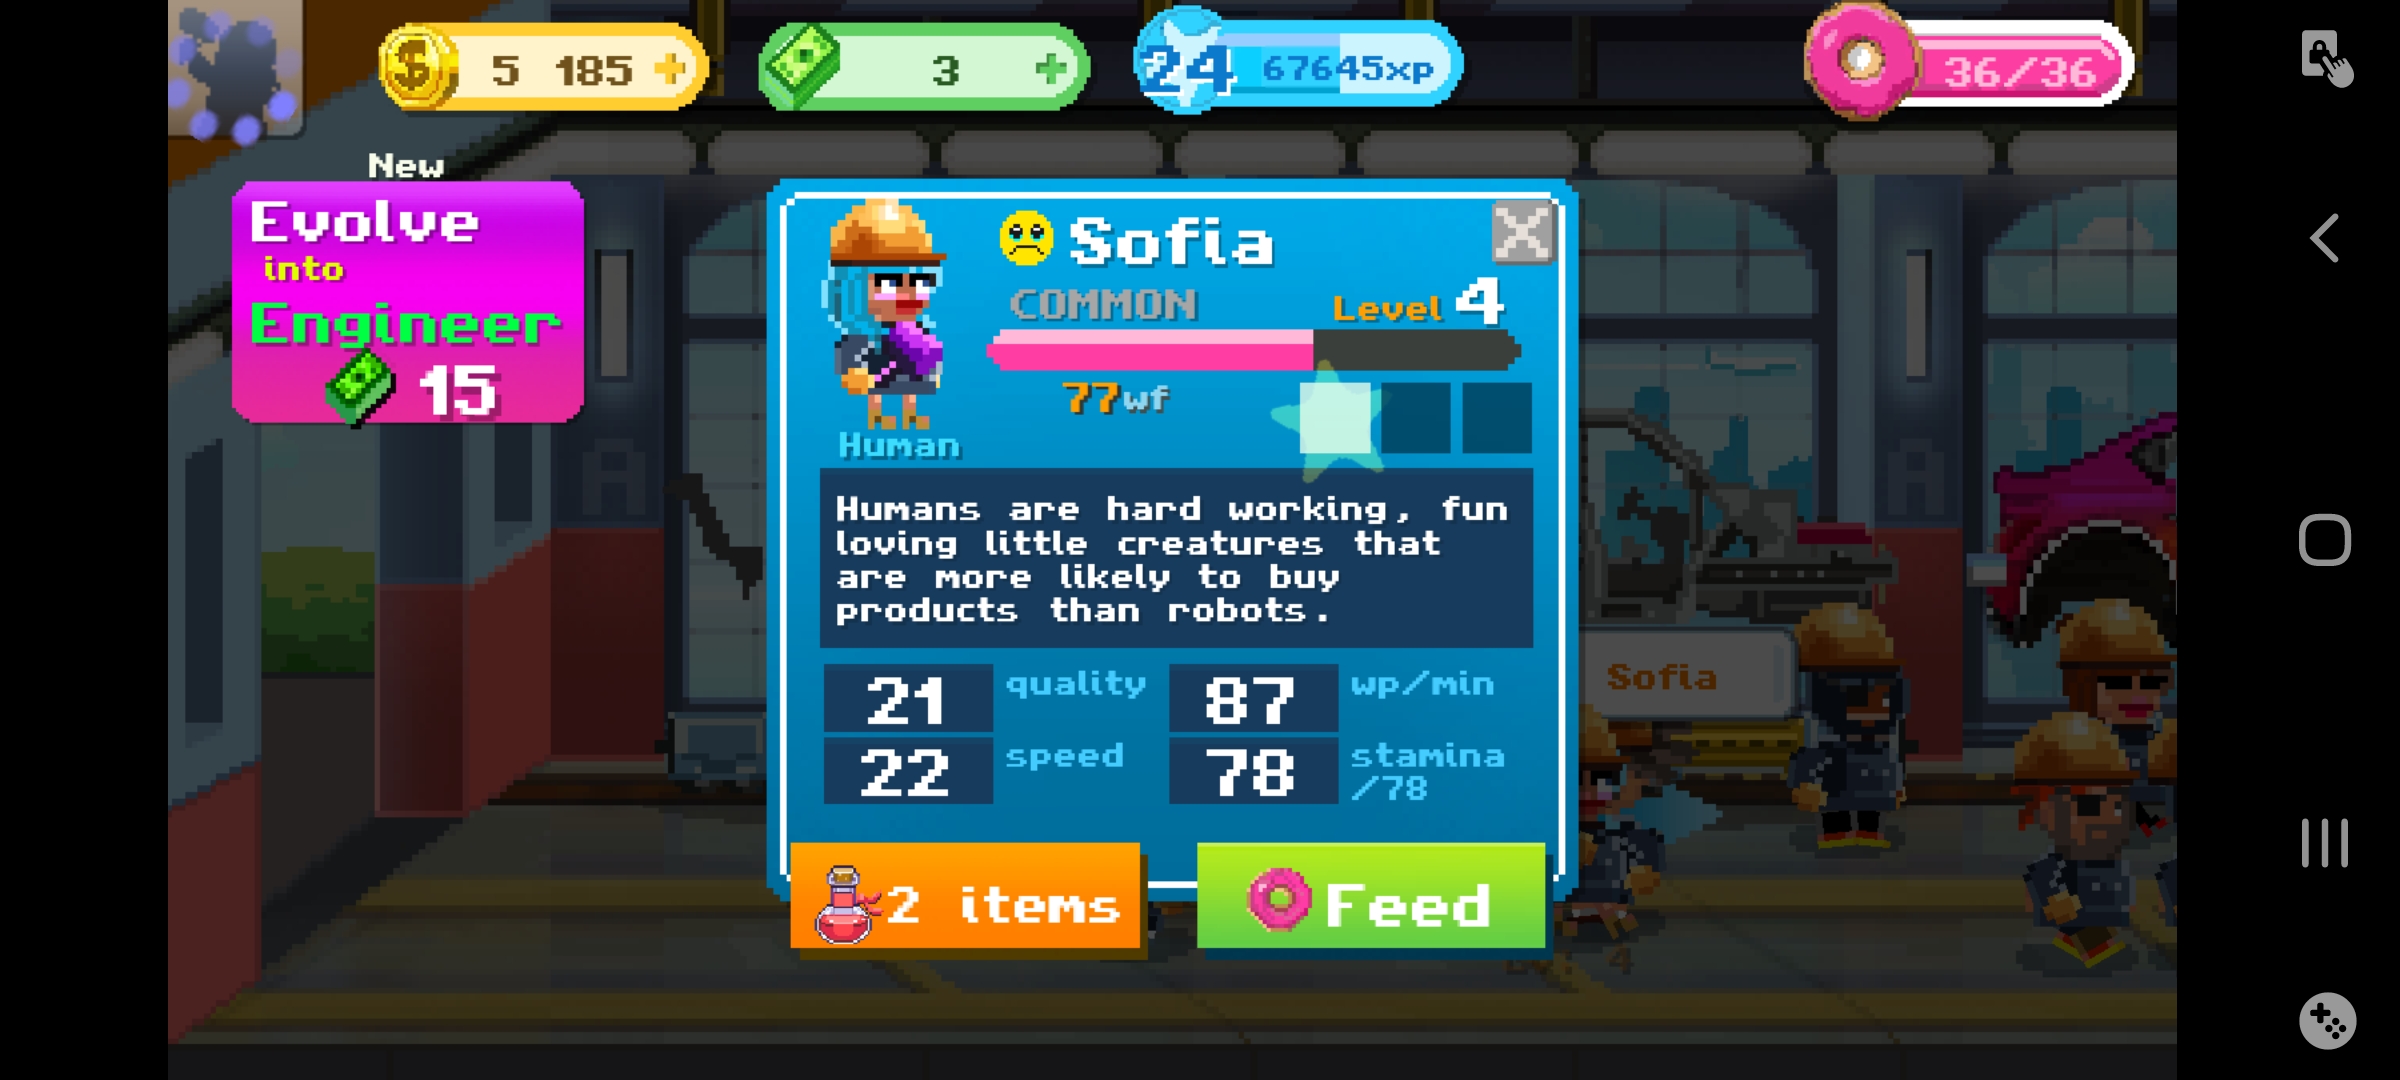 5 185 +
3 +
24 67645xp
36/36
New
Evolve
into
Engineer
15
Sofia
COMMON
Level 4
77wf
Human
Humans are hard working, fun
loving little creatures that
are more likely to buy
products than robots.
21 quality
87 wp/min
22 speed
78 stamina
/78
Sofia
2 items
Feed